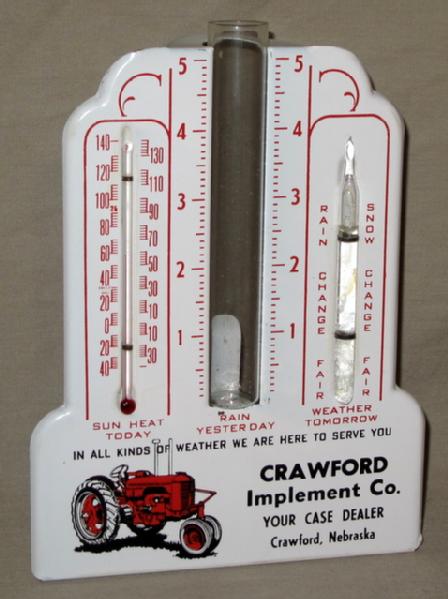 5 5
4 4
3 3
2 2
1 1
140 130
120 110
100 90
80 70
60 50
40 30
20 10
0 10
20 30
40
RAIN CHANGE FAIR
SNOW CHANGE FAIR
SUN HEAT TODAY
RAIN YESTERDAY
WEATHER TOMORROW
IN ALL KINDS OF WEATHER WE ARE HERE TO SERVE YOU
CRAWFORD
Implement Co.
YOUR CASE DEALER
Crawford, Nebraska